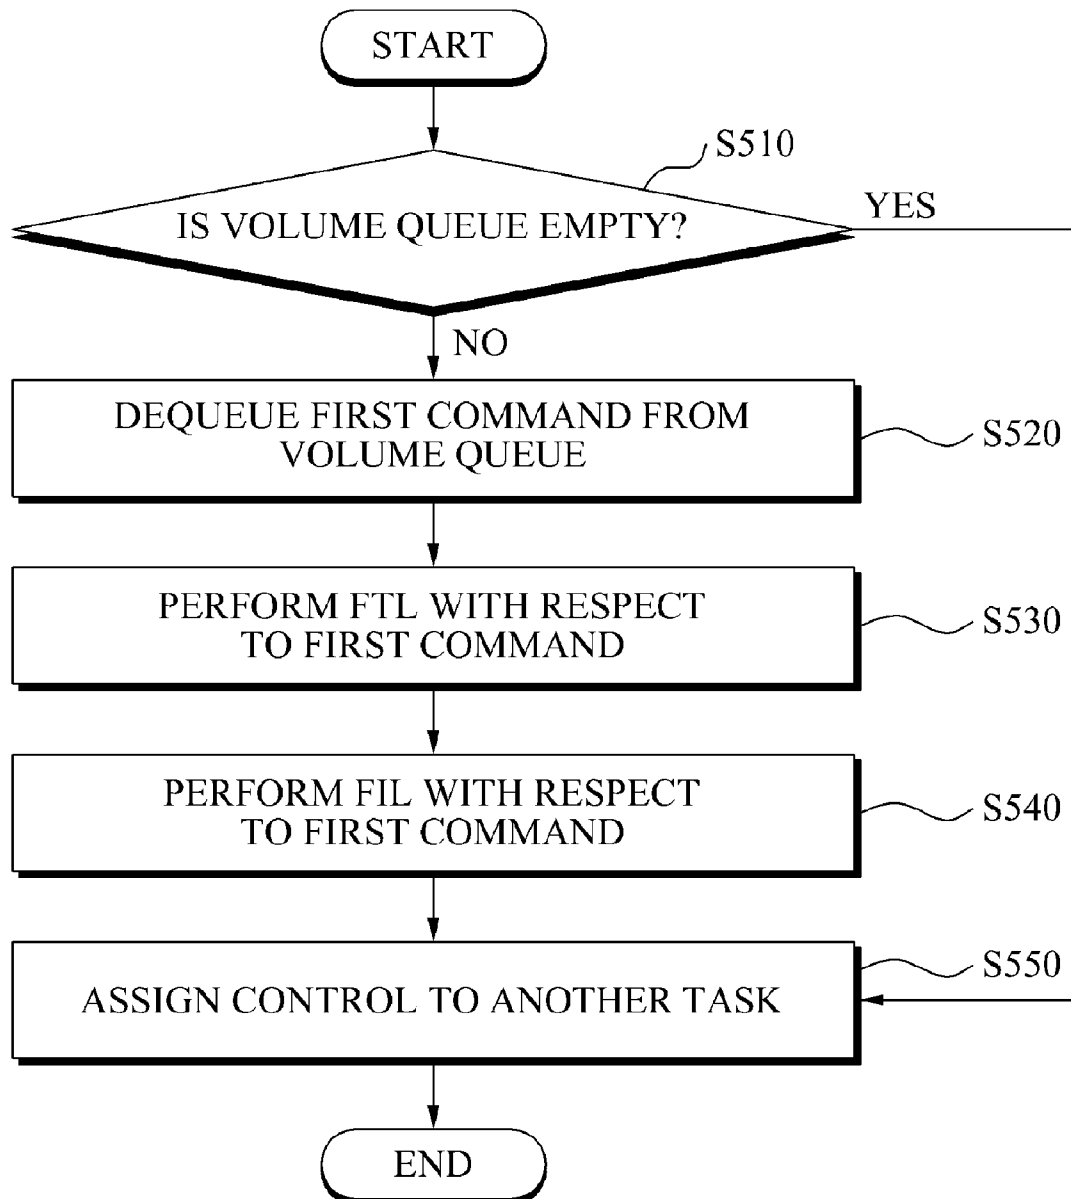 START
S510
IS VOLUME QUEUE EMPTY?
YES
NO
DEQUEUE FIRST COMMAND FROM
VOLUME QUEUE
S520
PERFORM FTL WITH RESPECT
TO FIRST COMMAND
S530
PERFORM FIL WITH RESPECT
TO FIRST COMMAND
S540
ASSIGN CONTROL TO ANOTHER TASK
S550
END